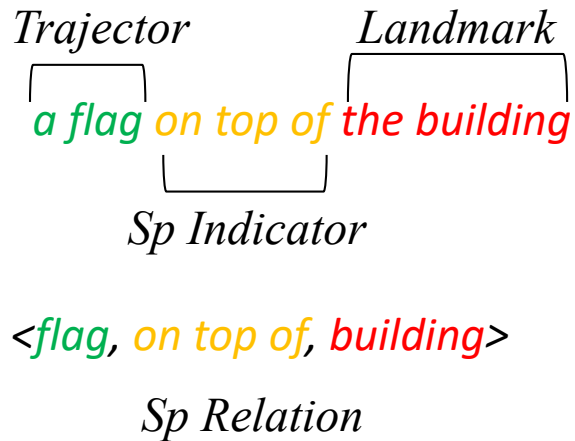 Trajector Landmark
a flag on top of the building
Sp Indicator
<flag, on top of, building>
Sp Relation